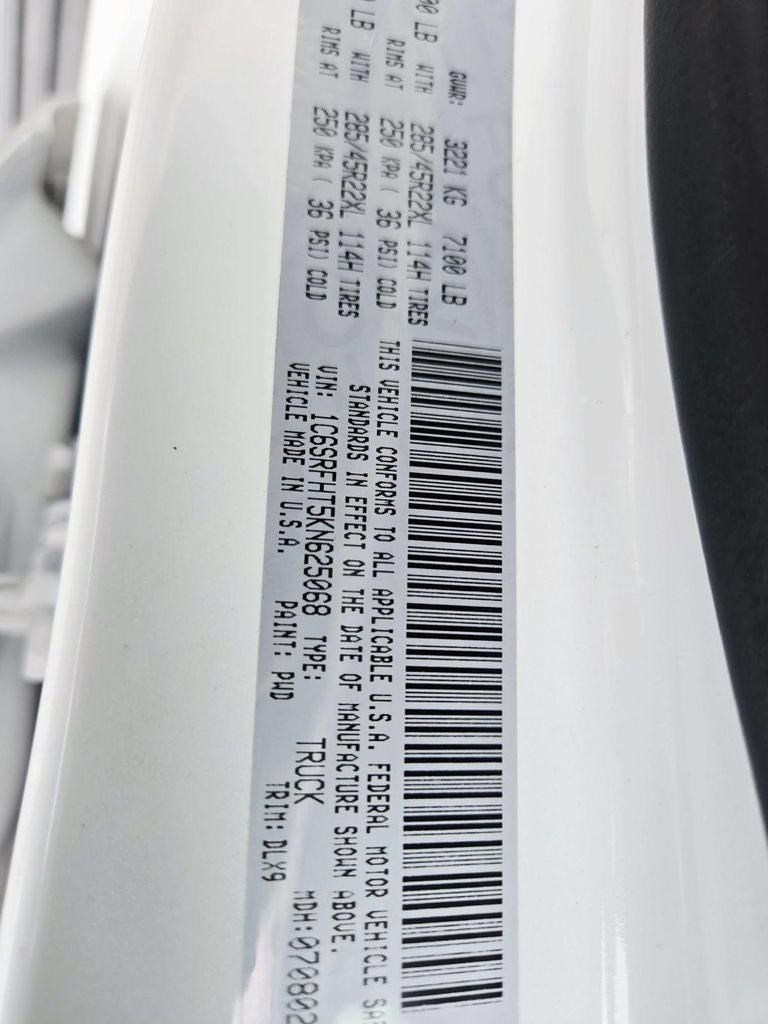 GVWR: 3221 KG 7100 LB
00 LB WITH 285/45R22XL 114H TIRES
RIMS AT 250 KPA ( 36 PSI) COLD
LB WITH 285/45R22XL 114H TIRES
RIMS AT 250 KPA ( 36 PSI) COLD
THIS VEHICLE CONFORMS TO ALL APPLICABLE U.S.A. FEDERAL MOTOR VEHICLE SAF
STANDARDS IN EFFECT ON THE DATE OF MANUFACTURE SHOWN ABOVE.
VIN: 1C6SRFHT5KN625068 TYPE: TRUCK MDH:070802
VEHICLE MADE IN U.S.A. PAINT: PWD TRIM: DLX9